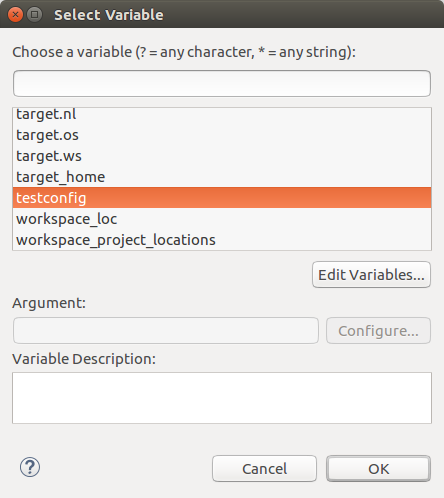 Select Variable
Choose a variable (? = any character, * = any string):
target.nl
target.os
target.ws
target_home
testconfig
workspace_loc
workspace_project_locations
Edit Variables...
Argument:
Configure...
Variable Description:
?
Cancel
OK